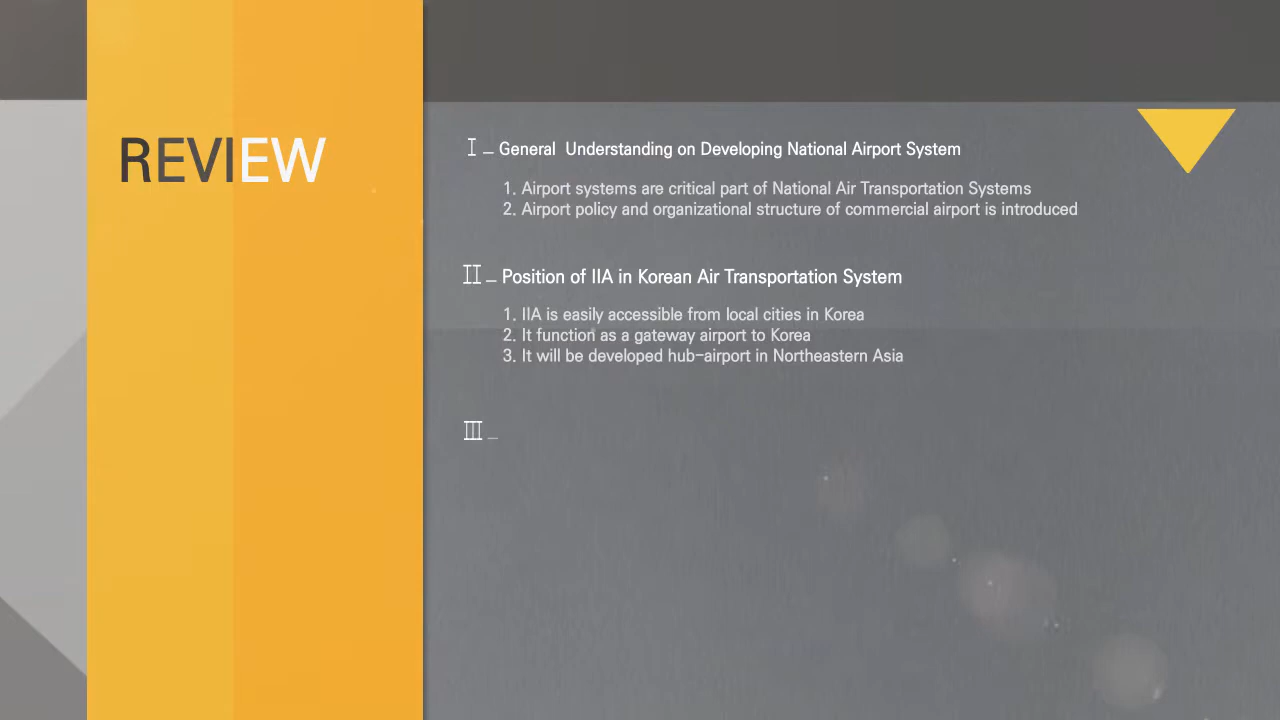 REVIEW
I _ General Understanding on Developing National Airport System
1. Airport systems are critical part of National Air Transportation Systems
2. Airport policy and organizational structure of commercial airport is introduced
II _ Position of IIA in Korean Air Transportation System
1. IIA is easily accessible from local cities in Korea
2. It function as a gateway airport to Korea
3. It will be developed hub-airport in Northeastern Asia
III _